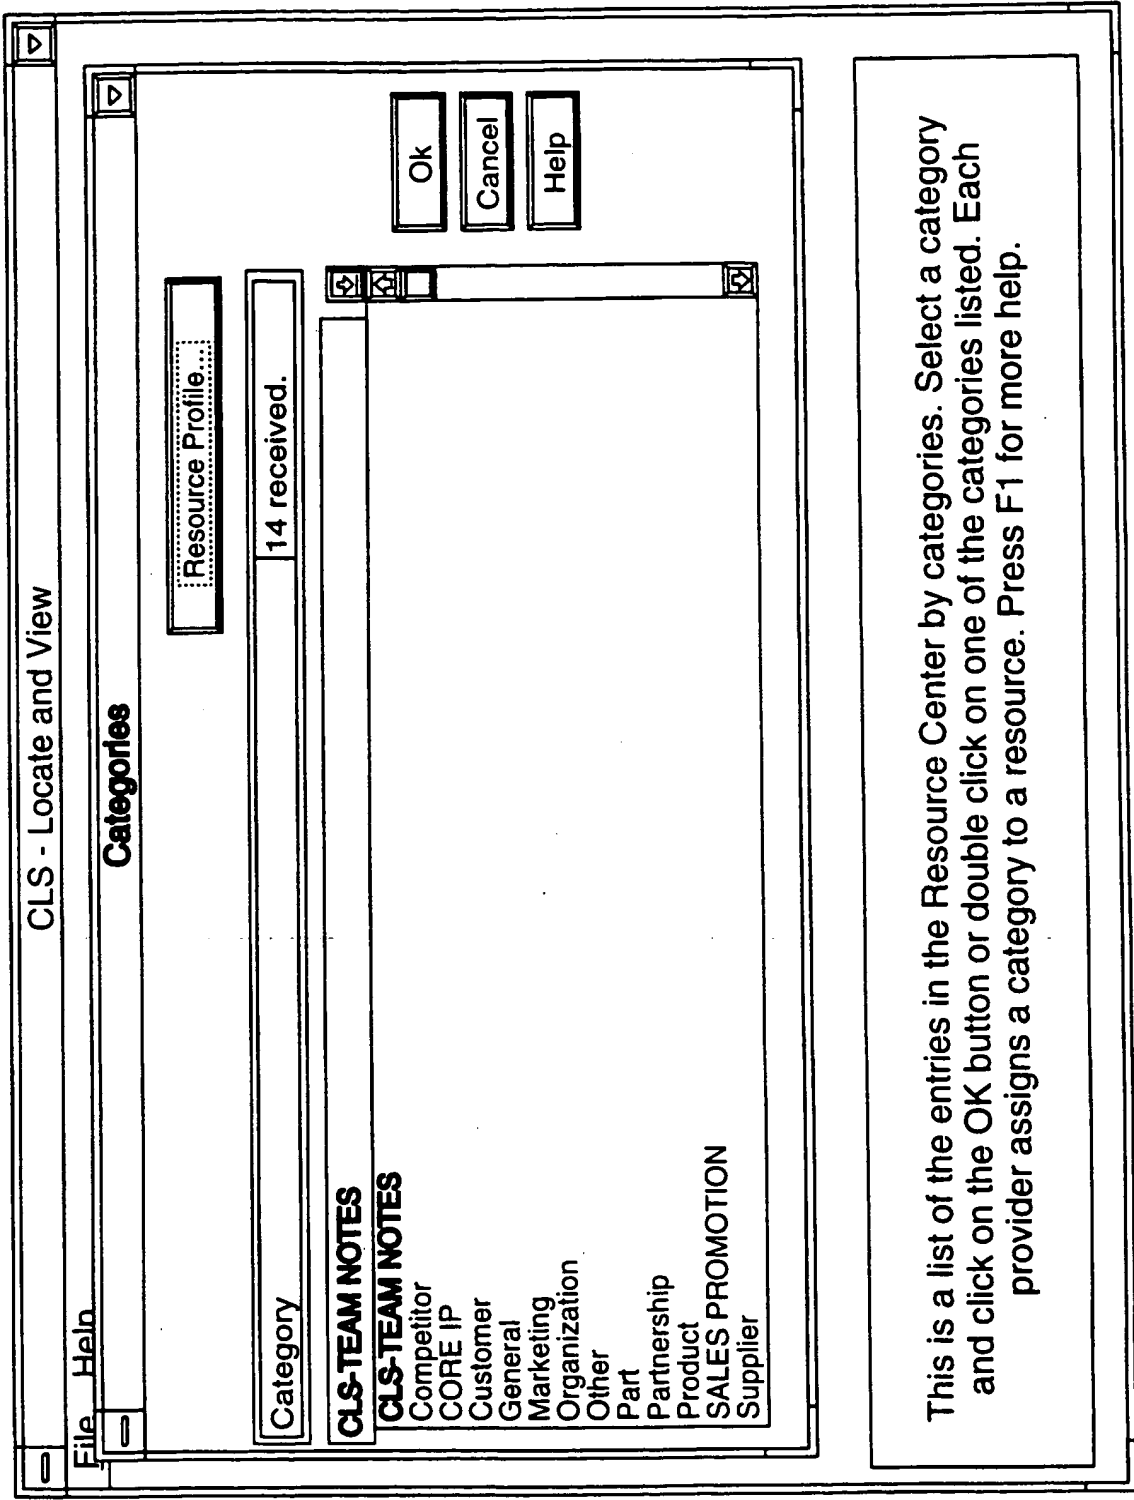 CLS - Locate and View
File Help
Categories
Resource Profile...
Category
14 received.
CLS-TEAM NOTES
CLS-TEAM NOTES
Competitor
CORE IP
Customer
General
Marketing
Organization
Other
Part
Partnership
Product
SALES PROMOTION
Supplier
Ok
Cancel
Help
This is a list of the entries in the Resource Center by categories. Select a category
and click on the OK button or double click on one of the categories listed. Each
provider assigns a category to a resource. Press F1 for more help.